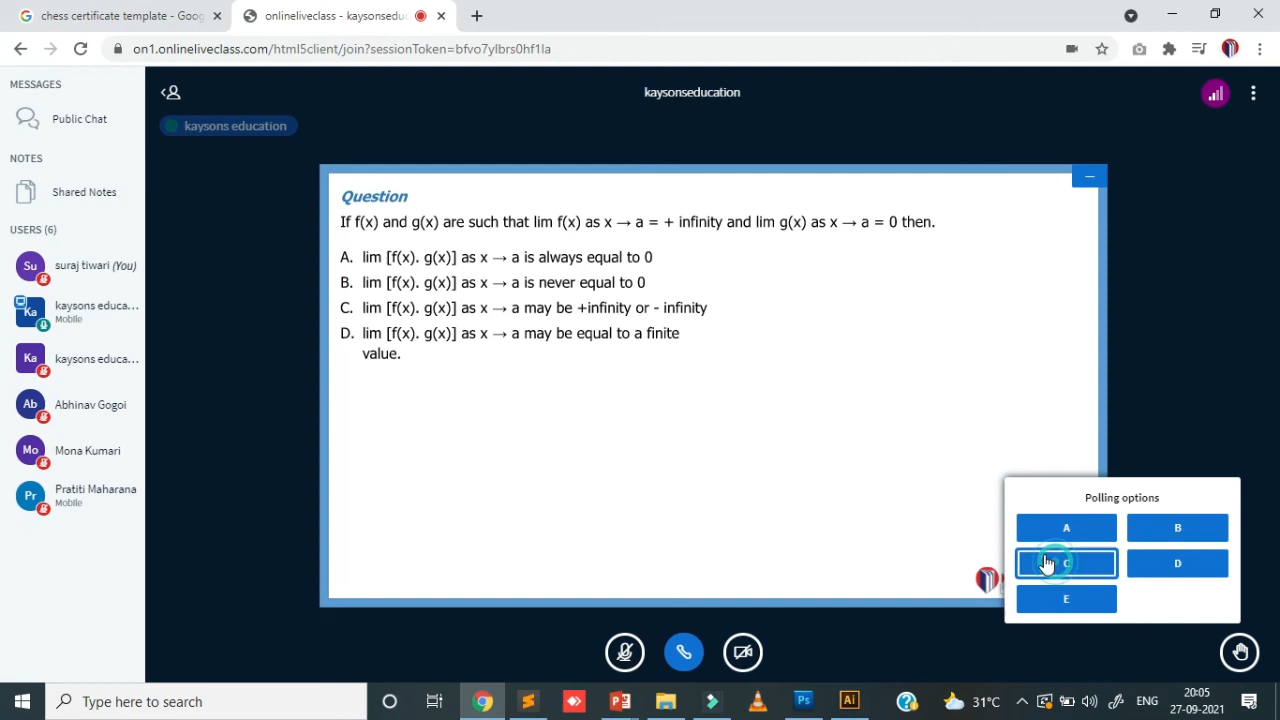 chess certificate template - Goog
onlineliveclass - kaysonsedu
on1.onlineliveclass.com/html5client/join?sessionToken=bfvo7ylbrs0hf1la
MESSAGES
Public Chat
NOTES
Shared Notes
USERS (6)
Su
suraj tiwari (You)
Ka
kaysons educa...
Mobile
Ka
kaysons educa...
Ab
Abhinav Gogoi
Mo
Mona Kumari
Pr
Pratiti Maharana
Mobile
kaysonseducation
kaysons education
Question
If f(x) and g(x) are such that lim f(x) as x → a = + infinity and lim g(x) as x → a = 0 then.
A. lim [f(x). g(x)] as x → a is always equal to 0
B. lim [f(x). g(x)] as x → a is never equal to 0
C. lim [f(x). g(x)] as x → a may be +infinity or - infinity
D. lim [f(x). g(x)] as x → a may be equal to a finite
value.
Polling options
A
B
C
D
E
Type here to search
Ps
Ai
31°C
ENG
20:05
27-09-2021